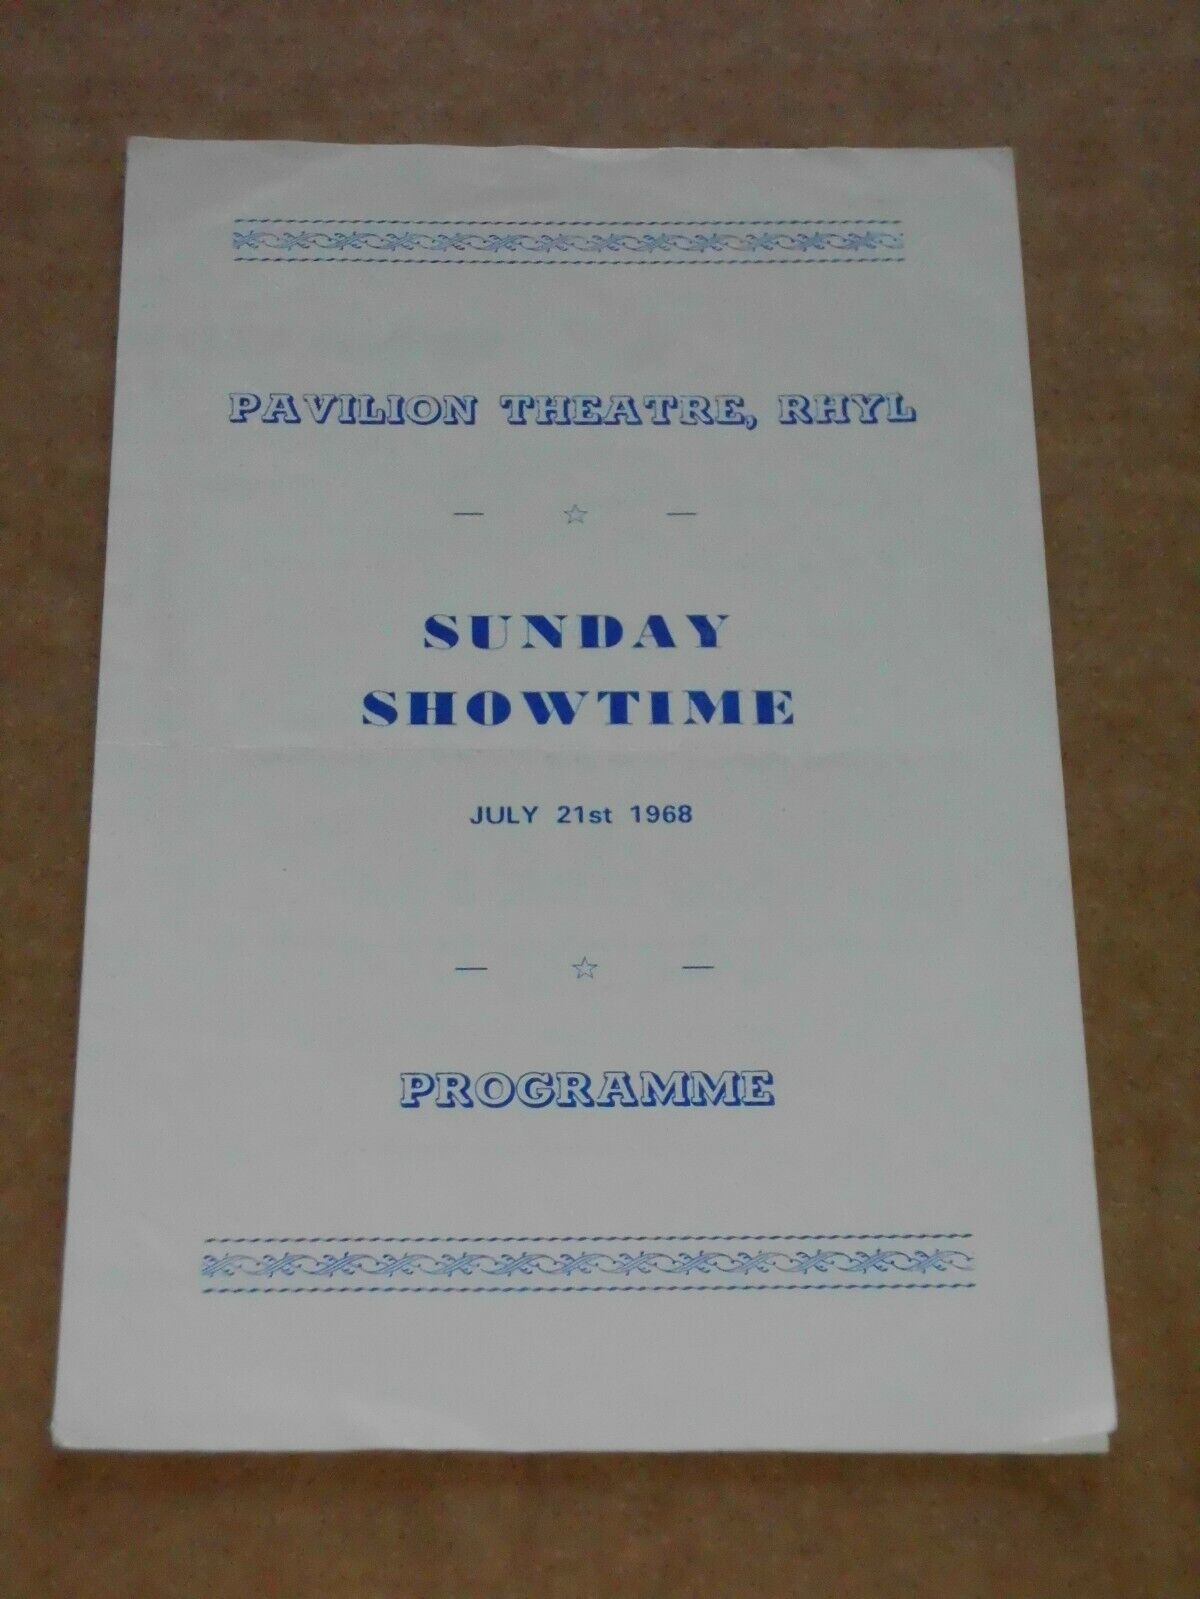 PAVILION THEATRE, RHYL
SUNDAY
SHOWTIME
JULY 21st 1968
PROGRAMME